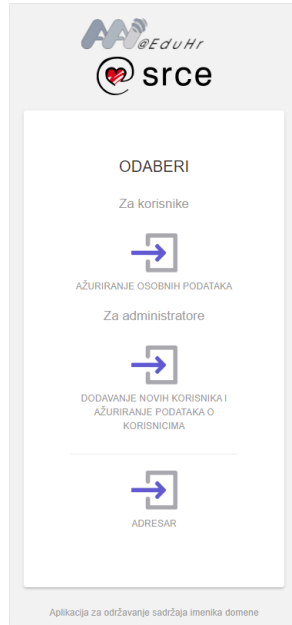 AAI
@EduHr
srce
ODABERI
Za korisnike
AŽURIRANJE OSOBNIH PODATAKA
Za administratore
DODAVANJE NOVIH KORISNIKA I
AŽURIRANJE PODATAKA O
KORISNICIMA
ADRESAR
Aplikacija za održavanje sadržaja imenika domene